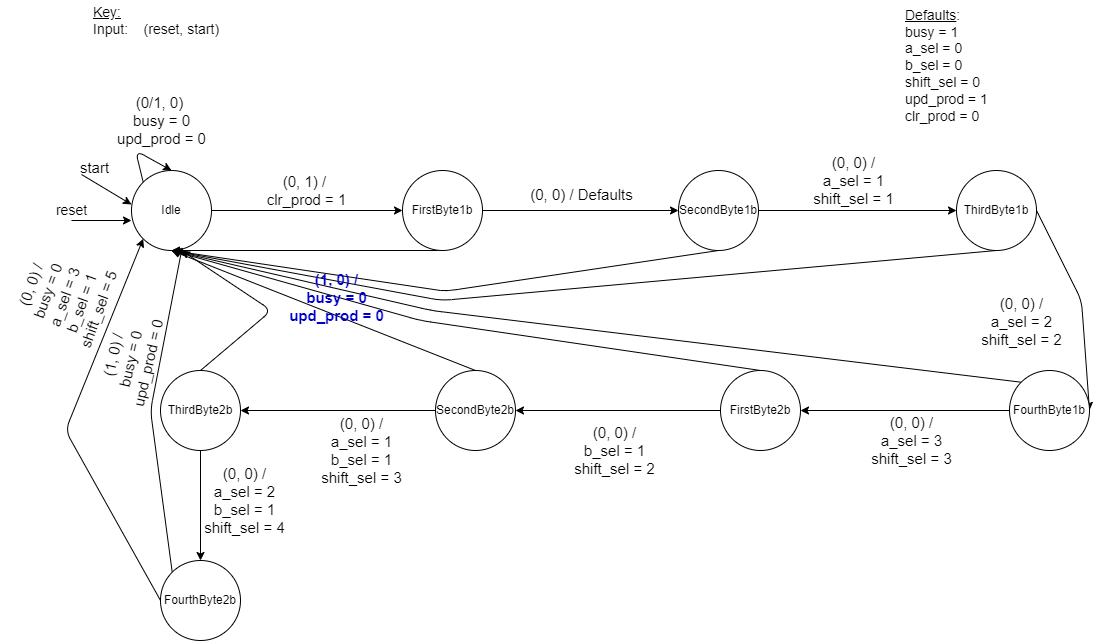 Key:
Input: (reset, start)
Defaults:
busy = 1
a_sel = 0
b_sel = 0
shift_sel = 0
upd_prod = 1
clr_prod = 0
(0/1, 0)
busy = 0
upd_prod = 0
start
reset
Idle
(0, 1) /
clr_prod = 1
FirstByte1b
(0, 0) / Defaults
SecondByte1b
(0, 0) /
a_sel = 1
shift_sel = 1
ThirdByte1b
(0, 0) /
a_sel = 2
shift_sel = 2
(1, 0) /
busy = 0
upd_prod = 0
(0, 0) /
busy = 0
a_sel = 3
b_sel = 1
shift_sel = 5
(1, 0) /
busy = 0
upd_prod = 0
ThirdByte2b
SecondByte2b
FirstByte2b
FourthByte1b
(0, 0) /
a_sel = 1
b_sel = 1
shift_sel = 3
(0, 0) /
b_sel = 1
shift_sel = 2
(0, 0) /
a_sel = 3
shift_sel = 3
(0, 0) /
a_sel = 2
b_sel = 1
shift_sel = 4
FourthByte2b